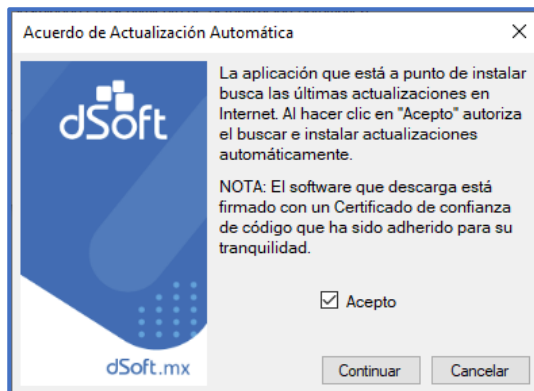 Acuerdo de Actualización Automática
dSoft
La aplicación que está a punto de instalar
busca las últimas actualizaciones en
Internet. Al hacer clic en "Acepto" autoriza
el buscar e instalar actualizaciones
automáticamente.
NOTA: El software que descarga está
firmado con un Certificado de confianza
de código que ha sido adherido para su
tranquilidad.
Acepto
dSoft.mx
Continuar
Cancelar